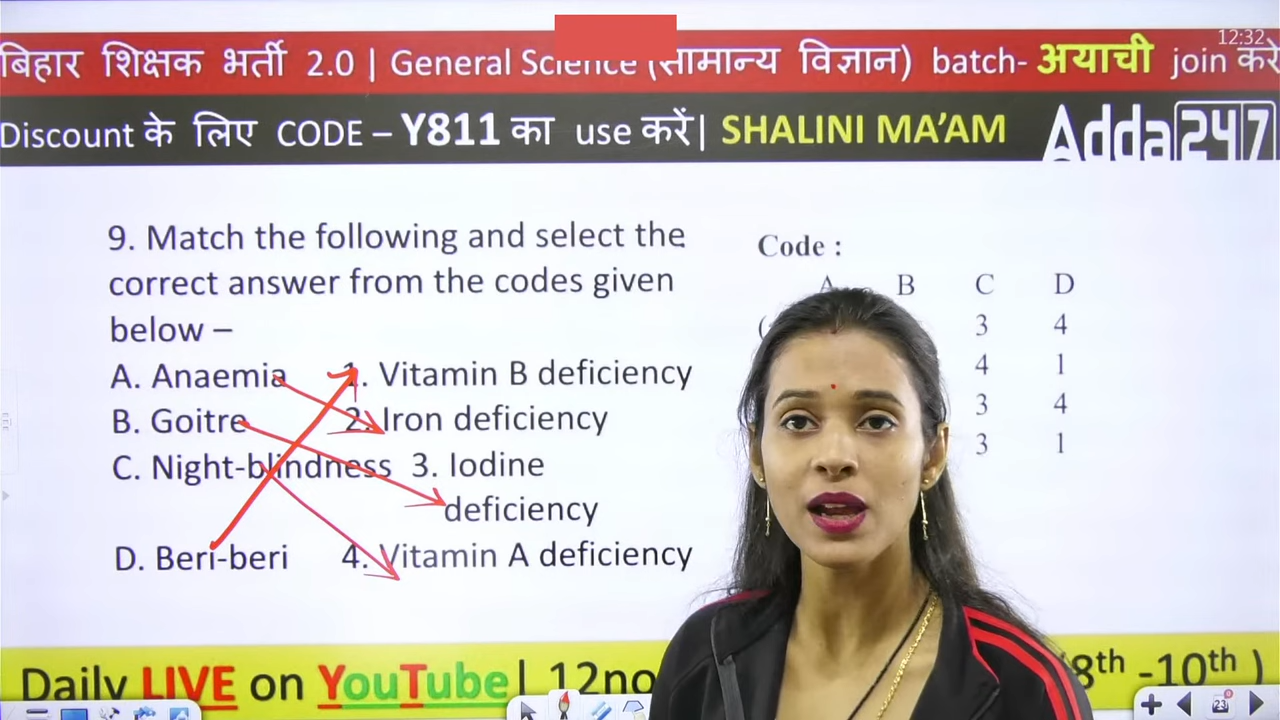 12:32
बिहार शिक्षक भर्ती 2.0 | General Science (सामान्य विज्ञान) batch- अयाची join करे
Discount के लिए CODE – Y811 का use करें| SHALINI MA'AM Adda247
9. Match the following and select the
correct answer from the codes given
below –
A. Anaemia 1. Vitamin B deficiency
B. Goitre 2. Iron deficiency
C. Night-blindness 3. Iodine
deficiency
D. Beri-beri 4. Vitamin A deficiency
Code :
A B C D
3 4
4 1
3 4
3 1
Daily LIVE on YouTube| 12no 8th -10th )
23